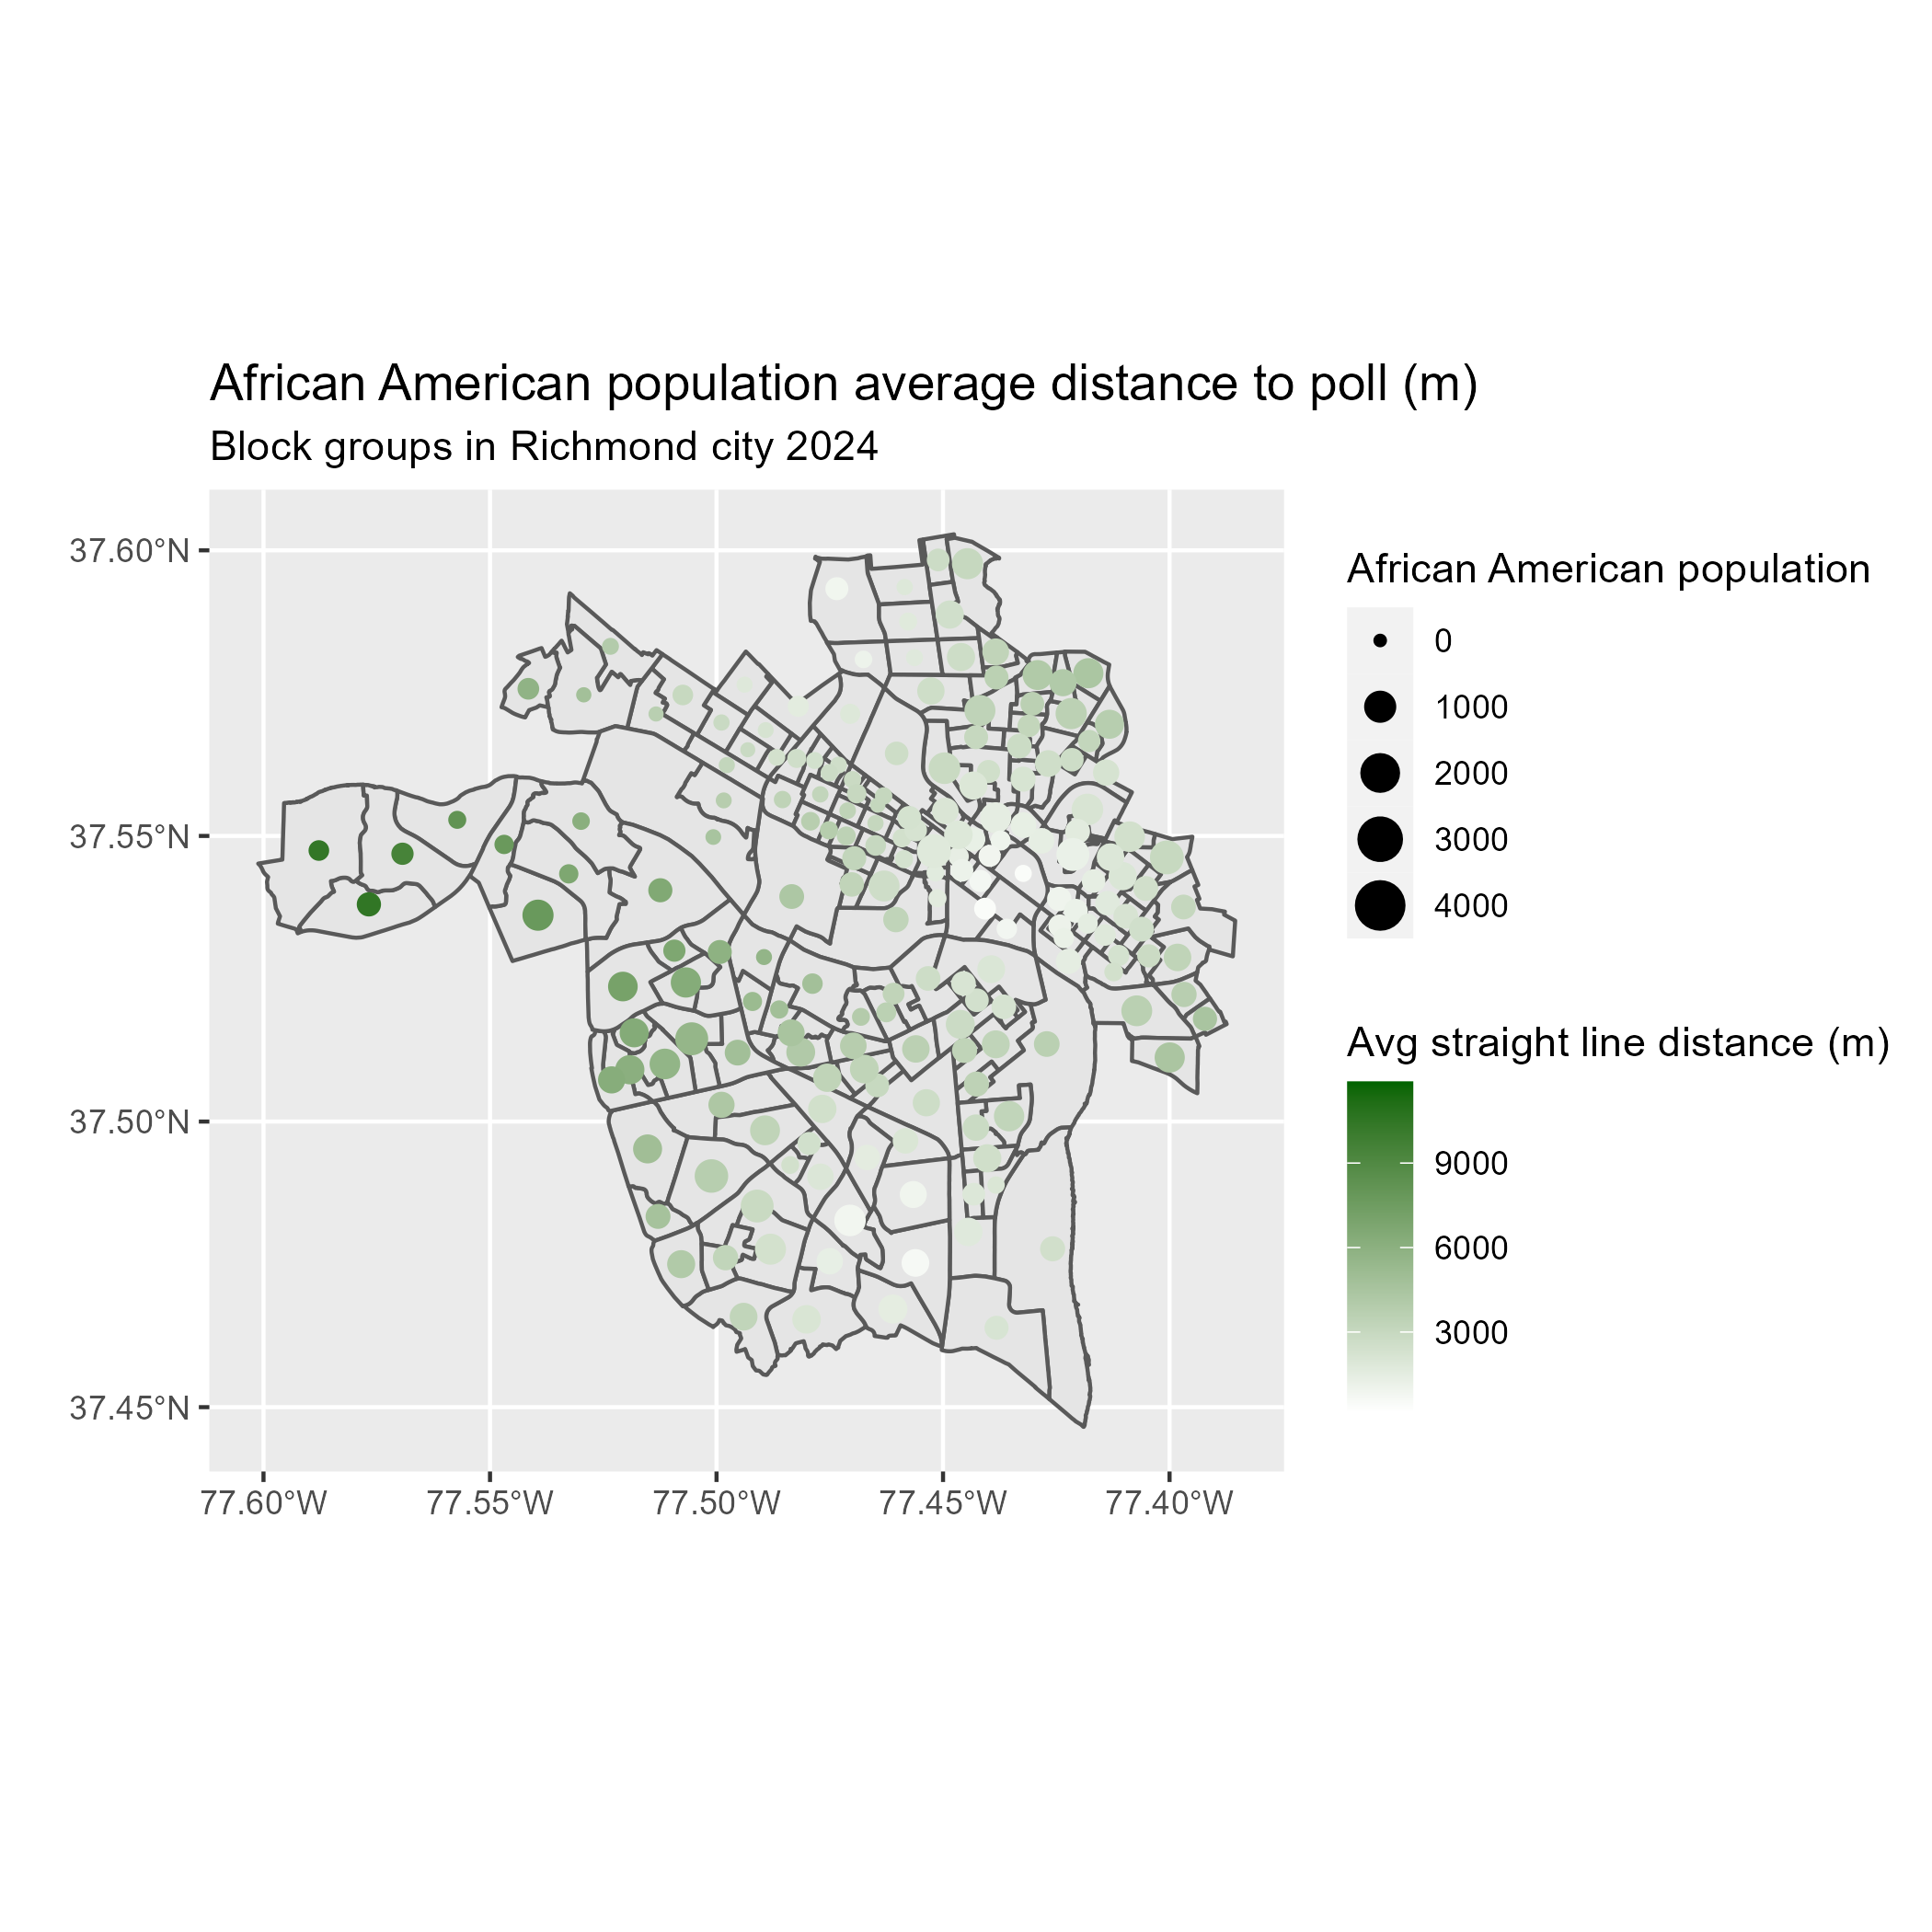 African American population average distance to poll (m)
Block groups in Richmond city 2024
37.60°N
37.55°N
37.50°N
37.45°N
77.60°W
77.55°W
77.50°W
77.45°W
77.40°W
African American population
0
1000
2000
3000
4000
Avg straight line distance (m)
9000
6000
3000